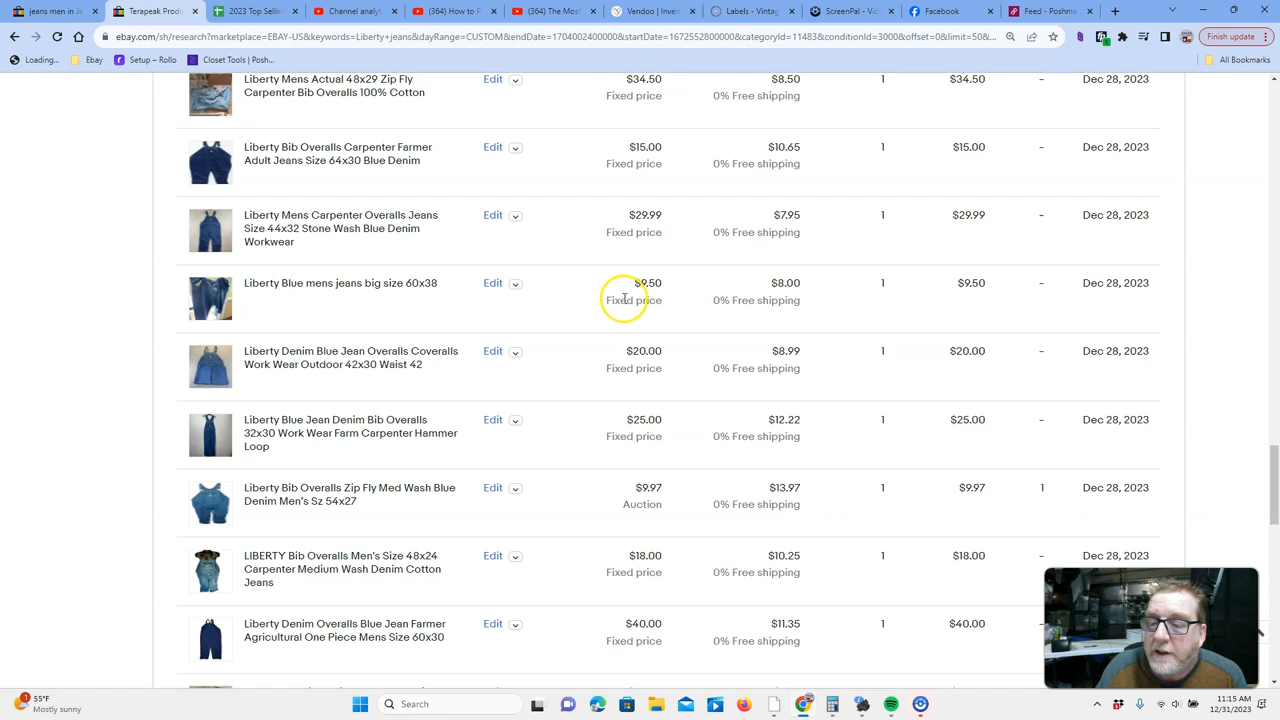 jeans men in l
Terapeak Produ
2023 Top Sellin
Channel analyt
(364) How to P
(364) The Most
Vendoo | Inven
Labels - Vintag
ScreenPal - Vid
Facebook
Feed - Poshm
ebay.com/sh/research?marketplace=EBAY-US&keywords=Liberty+jeans&dayRange=CUSTOM&endDate=1704002400000&startDate=1672552800000&categoryId=11483&conditionId=3000&offset=0&limit=50&...
Finish update
Loading...
Ebay
Setup – Rollo
Closet Tools | Posh...
All Bookmarks
Liberty Mens Actual 48x29 Zip Fly Edit $34.50 $8.50 1 $34.50 - Dec 28, 2023
Carpenter Bib Overalls 100% Cotton Fixed price 0% Free shipping
Liberty Bib Overalls Carpenter Farmer Edit $15.00 $10.65 1 $15.00 - Dec 28, 2023
Adult Jeans Size 64x30 Blue Denim Fixed price 0% Free shipping
Liberty Mens Carpenter Overalls Jeans Edit $29.99 $7.95 1 $29.99 - Dec 28, 2023
Size 44x32 Stone Wash Blue Denim Fixed price 0% Free shipping
Workwear
Liberty Blue mens jeans big size 60x38 Edit $9.50 $8.00 1 $9.50 - Dec 28, 2023
Fixed price 0% Free shipping
Liberty Denim Blue Jean Overalls Coveralls Edit $20.00 $8.99 1 $20.00 - Dec 28, 2023
Work Wear Outdoor 42x30 Waist 42 Fixed price 0% Free shipping
Liberty Blue Jean Denim Bib Overalls Edit $25.00 $12.22 1 $25.00 - Dec 28, 2023
32x30 Work Wear Farm Carpenter Hammer Fixed price 0% Free shipping
Loop
Liberty Bib Overalls Zip Fly Med Wash Blue Edit $9.97 $13.97 1 $9.97 1 Dec 28, 2023
Denim Men's Sz 54x27 Auction 0% Free shipping
LIBERTY Bib Overalls Men's Size 48x24 Edit $18.00 $10.25 1 $18.00 - Dec 28, 2023
Carpenter Medium Wash Denim Cotton Fixed price 0% Free shipping
Jeans
Liberty Denim Overalls Blue Jean Farmer Edit $40.00 $11.35 1 $40.00 -
Agricultural One Piece Mens Size 60x30 Fixed price 0% Free shipping
55°F
Mostly sunny
Search
11:15 AM
12/31/2023